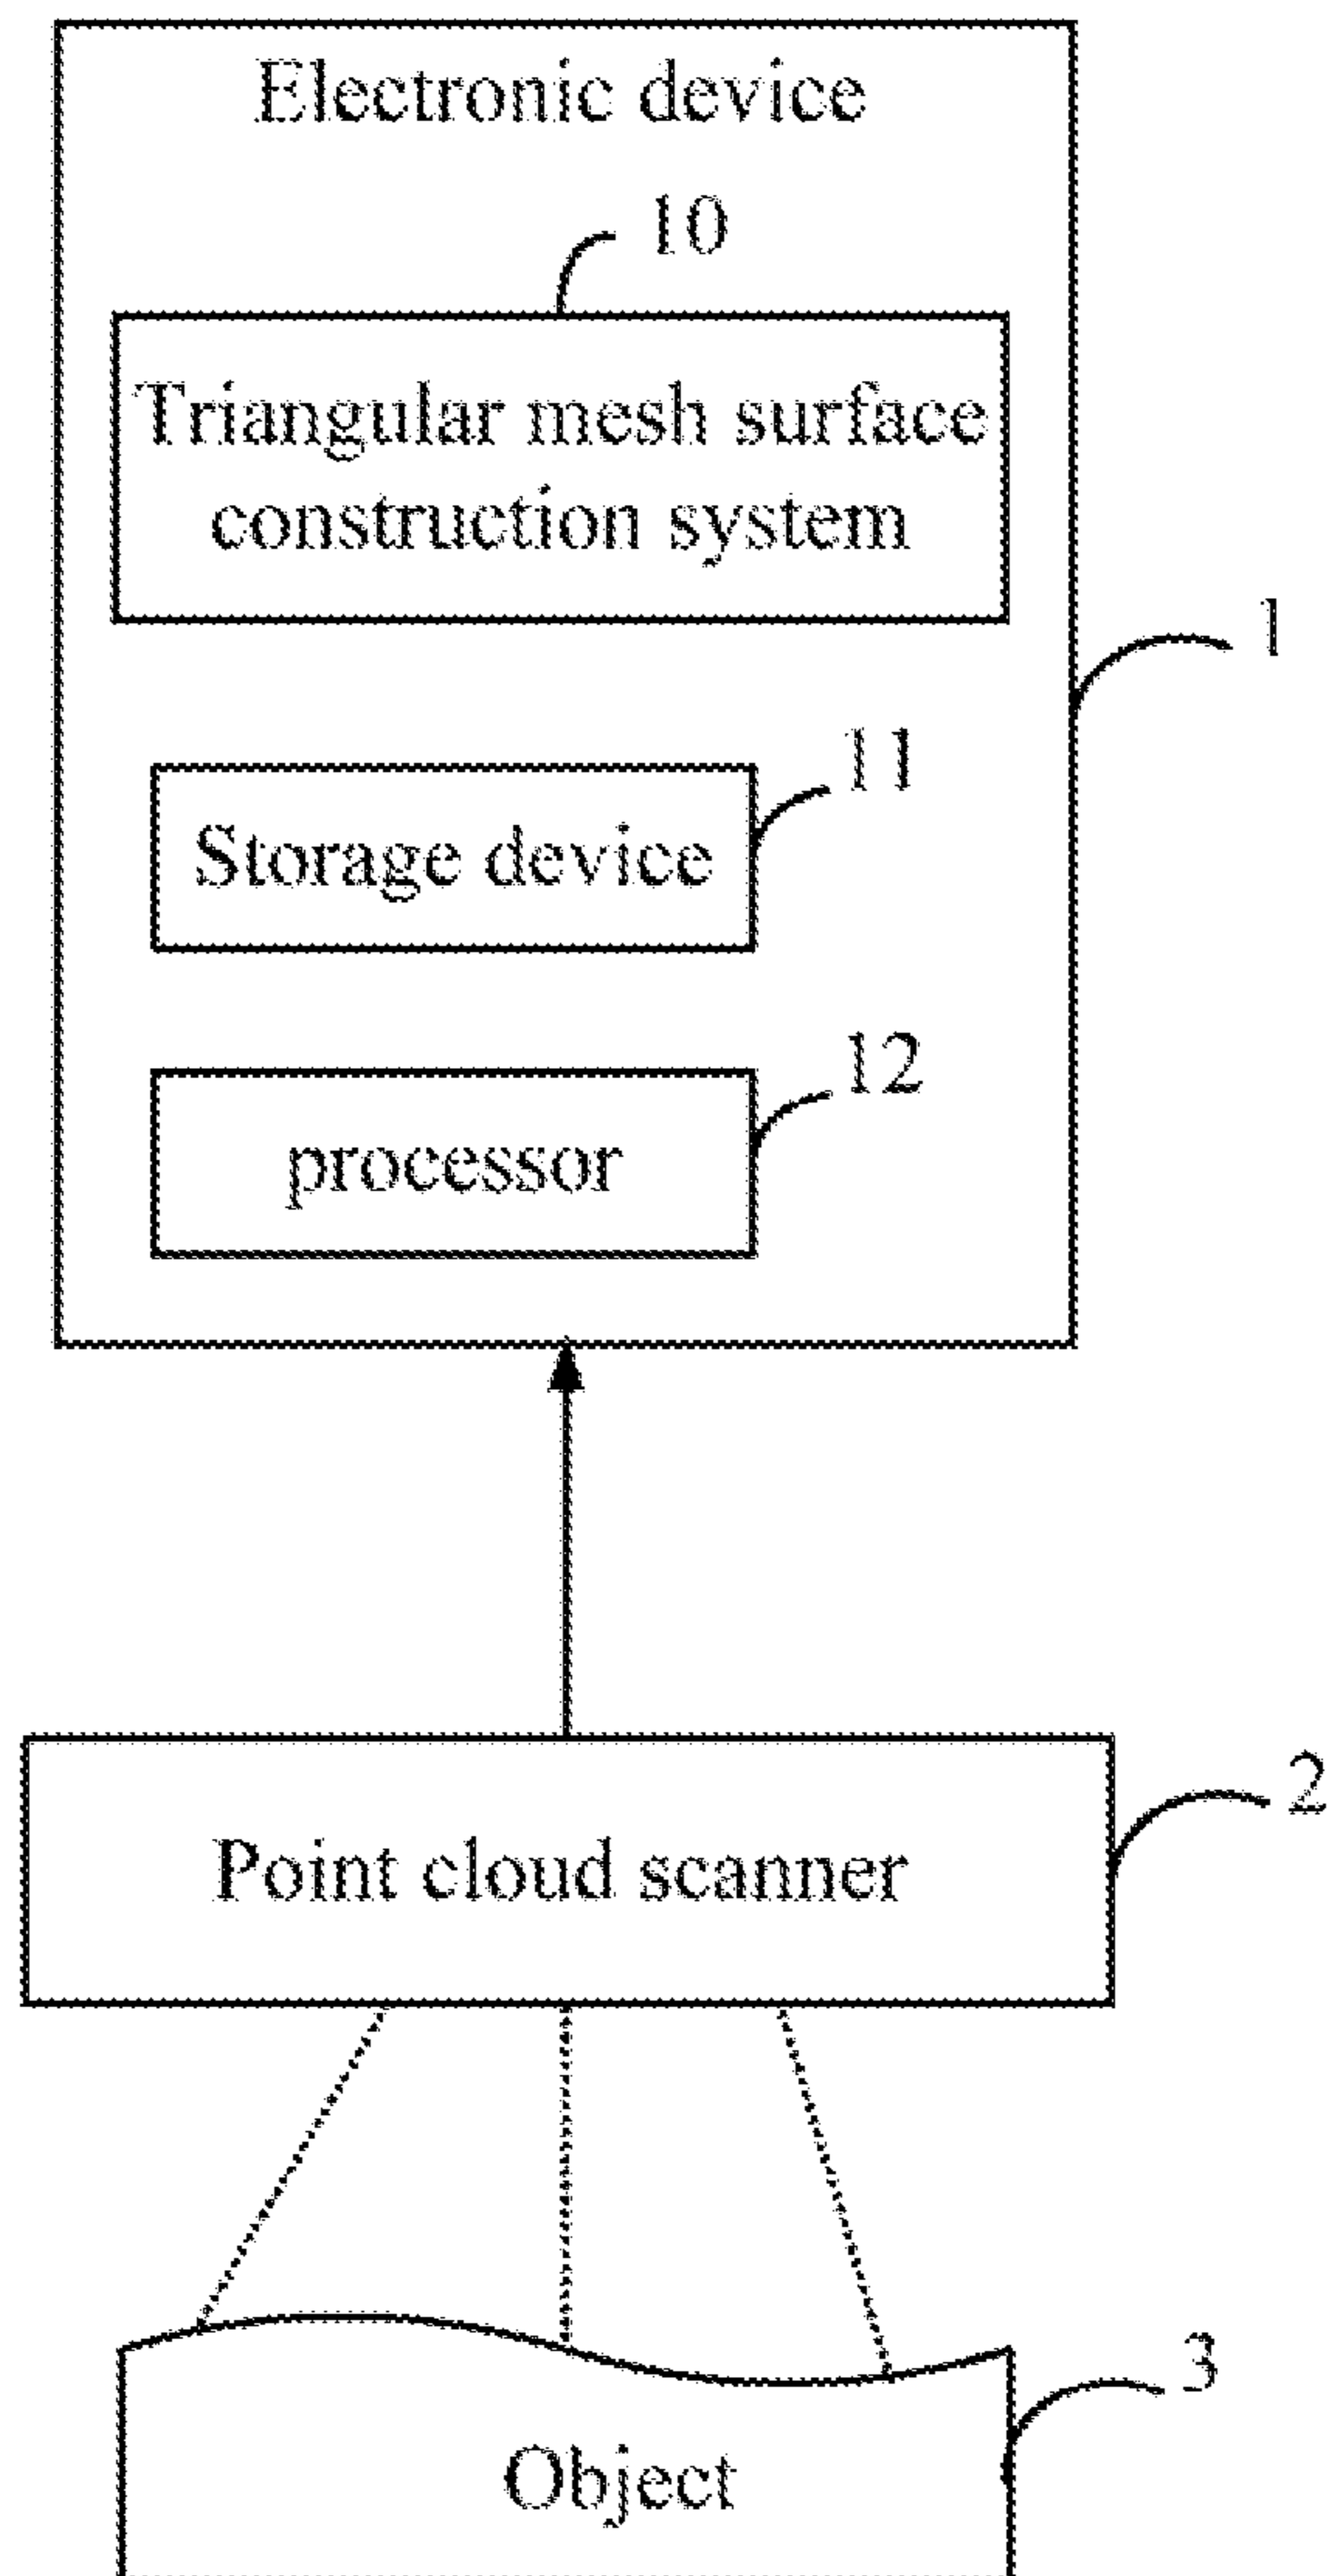 Electronic device
10
Triangular mesh surface
construction system
1
11
Storage device
12
processor
2
Point cloud scanner
3
Object